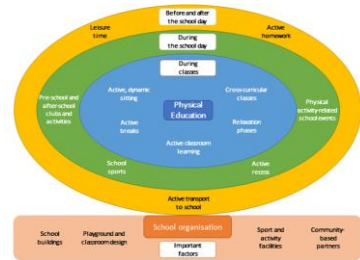 Before and after
the school day
Leisure
time
Active
homework
During
the school day
During
classes
Pre-school and
after-school
clubs and
activities
Active, dynamic
sitting
Cross-curricular
classes
Physical
Education
Physical
activity-related
school events
Active
breaks
Relaxation
phases
Active classroom
learning
School
sports
Active
recess
Active transport
to school
School organisation
School
buildings
Playground and
classroom design
Important
factors
Sport and
activity
facilities
Community-
based
partners